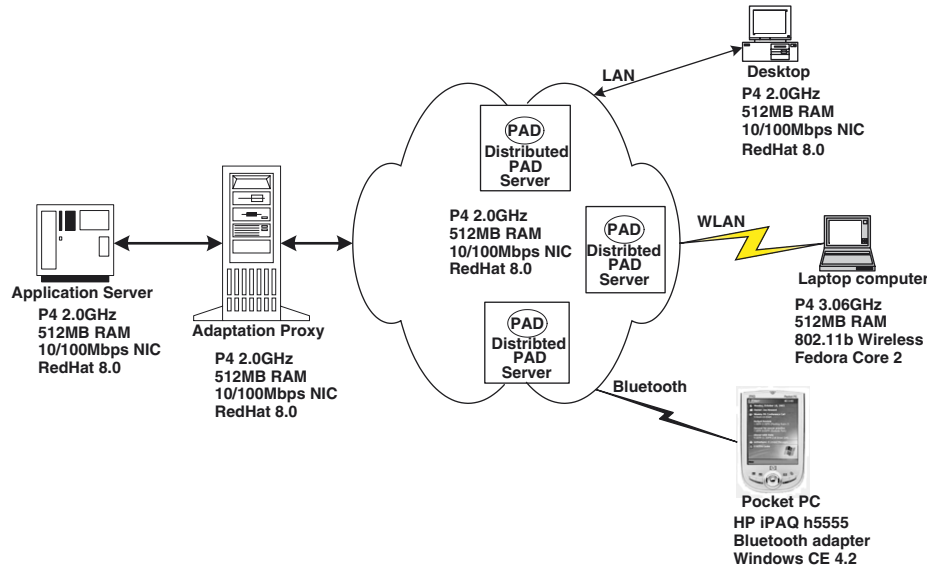 Desktop
P4 2.0GHz
512MB RAM
10/100Mbps NIC
RedHat 8.0
LAN
PAD
Distributed
PAD
Server
P4 2.0GHz
512MB RAM
10/100Mbps NIC
RedHat 8.0
PAD
Distribted
PAD
Server
WLAN
Laptop computer
P4 3.06GHz
512MB RAM
802.11b Wireless
Fedora Core 2
Application Server
P4 2.0GHz
512MB RAM
10/100Mbps NIC
RedHat 8.0
Adaptation Proxy
P4 2.0GHz
512MB RAM
10/100Mbps NIC
RedHat 8.0
PAD
Distribted
PAD
Server
Bluetooth
Pocket PC
HP iPAQ h5555
Bluetooth adapter
Windows CE 4.2